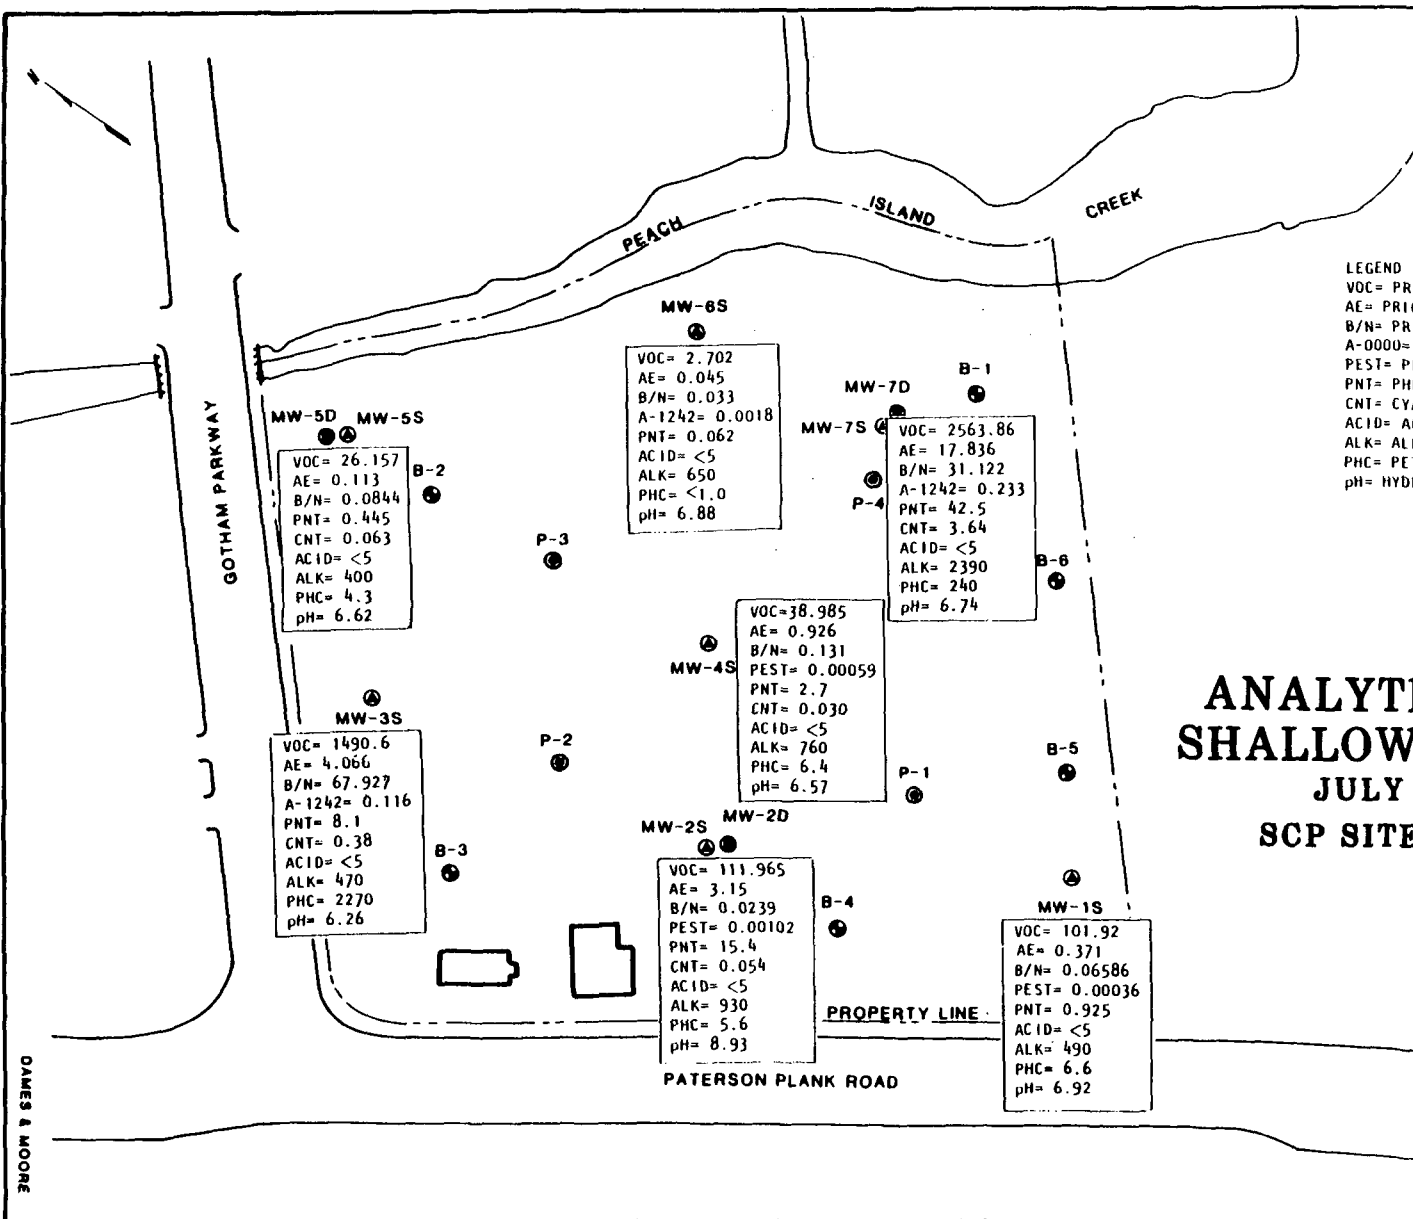 N
PEACH
ISLAND
CREEK
GOTHAM PARKWAY
MW-6S
VOC= 2.702
AE= 0.045
B/N= 0.033
A-1242= 0.0018
PNT= 0.062
ACID= <5
ALK= 650
PHC= <1.0
pH= 6.88
B-1
MW-7D
MW-7S
VOC= 2563.86
AE= 17.836
B/N= 31.122
A-1242= 0.233
PNT= 42.5
CNT= 3.64
ACID= <5
ALK= 2390
PHC= 240
pH= 6.74
P-4
B-6
MW-5D
MW-5S
VOC= 26.157
AE= 0.113
B/N= 0.0844
PNT= 0.445
CNT= 0.063
ACID= <5
ALK= 400
PHC= 4.3
pH= 6.62
B-2
P-3
MW-4S
VOC=38.985
AE= 0.926
B/N= 0.131
PEST= 0.00059
PNT= 2.7
CNT= 0.030
ACID= <5
ALK= 760
PHC= 6.4
pH= 6.57
MW-3S
VOC= 1490.6
AE= 4.066
B/N= 67.927
A-1242= 0.116
PNT= 8.1
CNT= 0.38
ACID= <5
ALK= 470
PHC= 2270
pH= 6.26
P-2
P-1
B-5
B-3
MW-2S
MW-2D
VOC= 111.965
AE= 3.15
B/N= 0.0239
PEST= 0.00102
PNT= 15.4
CNT= 0.054
ACID= <5
ALK= 930
PHC= 5.6
pH= 8.93
B-4
MW-1S
VOC= 101.92
AE= 0.371
B/N= 0.06586
PEST= 0.00036
PNT= 0.925
ACID= <5
ALK= 490
PHC= 6.6
pH= 6.92
PROPERTY LINE
PATERSON PLANK ROAD
LEGEND
VOC= PR
AE= PRI
B/N= PR
A-0000=
PEST= P
PNT= PH
CNT= CY
ACID= A
ALK= AL
PHC= PE
pH= HYD
ANALYTI
SHALLOW
JULY
SCP SITE
DAMES & MOORE